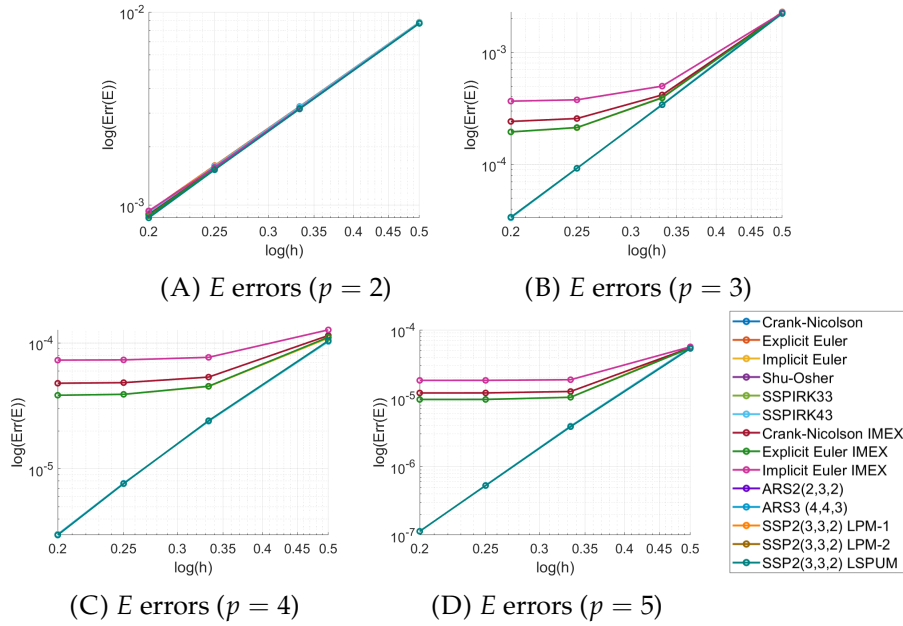 10^-2
10^-3
log(Err(E))
0.2 0.25 0.3 0.35 0.4 0.45 0.5
log(h)
(A) E errors (p = 2)
10^-3
10^-4
log(Err(E))
0.2 0.25 0.3 0.35 0.4 0.45 0.5
log(h)
(B) E errors (p = 3)
10^-4
10^-5
log(Err(E))
0.2 0.25 0.3 0.35 0.4 0.45 0.5
log(h)
(C) E errors (p = 4)
10^-4
10^-5
10^-6
10^-7
log(Err(E))
0.2 0.25 0.3 0.35 0.4 0.45 0.5
log(h)
(D) E errors (p = 5)
Crank-Nicolson
Explicit Euler
Implicit Euler
Shu-Osher
SSPIRK33
SSPIRK43
Crank-Nicolson IMEX
Explicit Euler IMEX
Implicit Euler IMEX
ARS2(2,3,2)
ARS3 (4,4,3)
SSP2(3,3,2) LPM-1
SSP2(3,3,2) LPM-2
SSP2(3,3,2) LSPUM